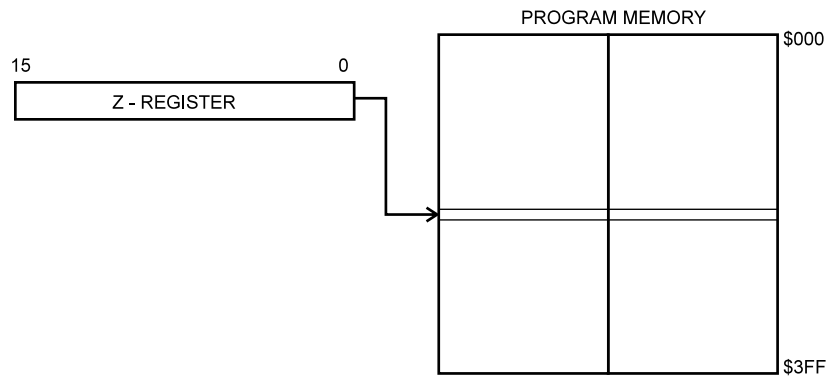 PROGRAM MEMORY
$000
15 0
Z - REGISTER
$3FF